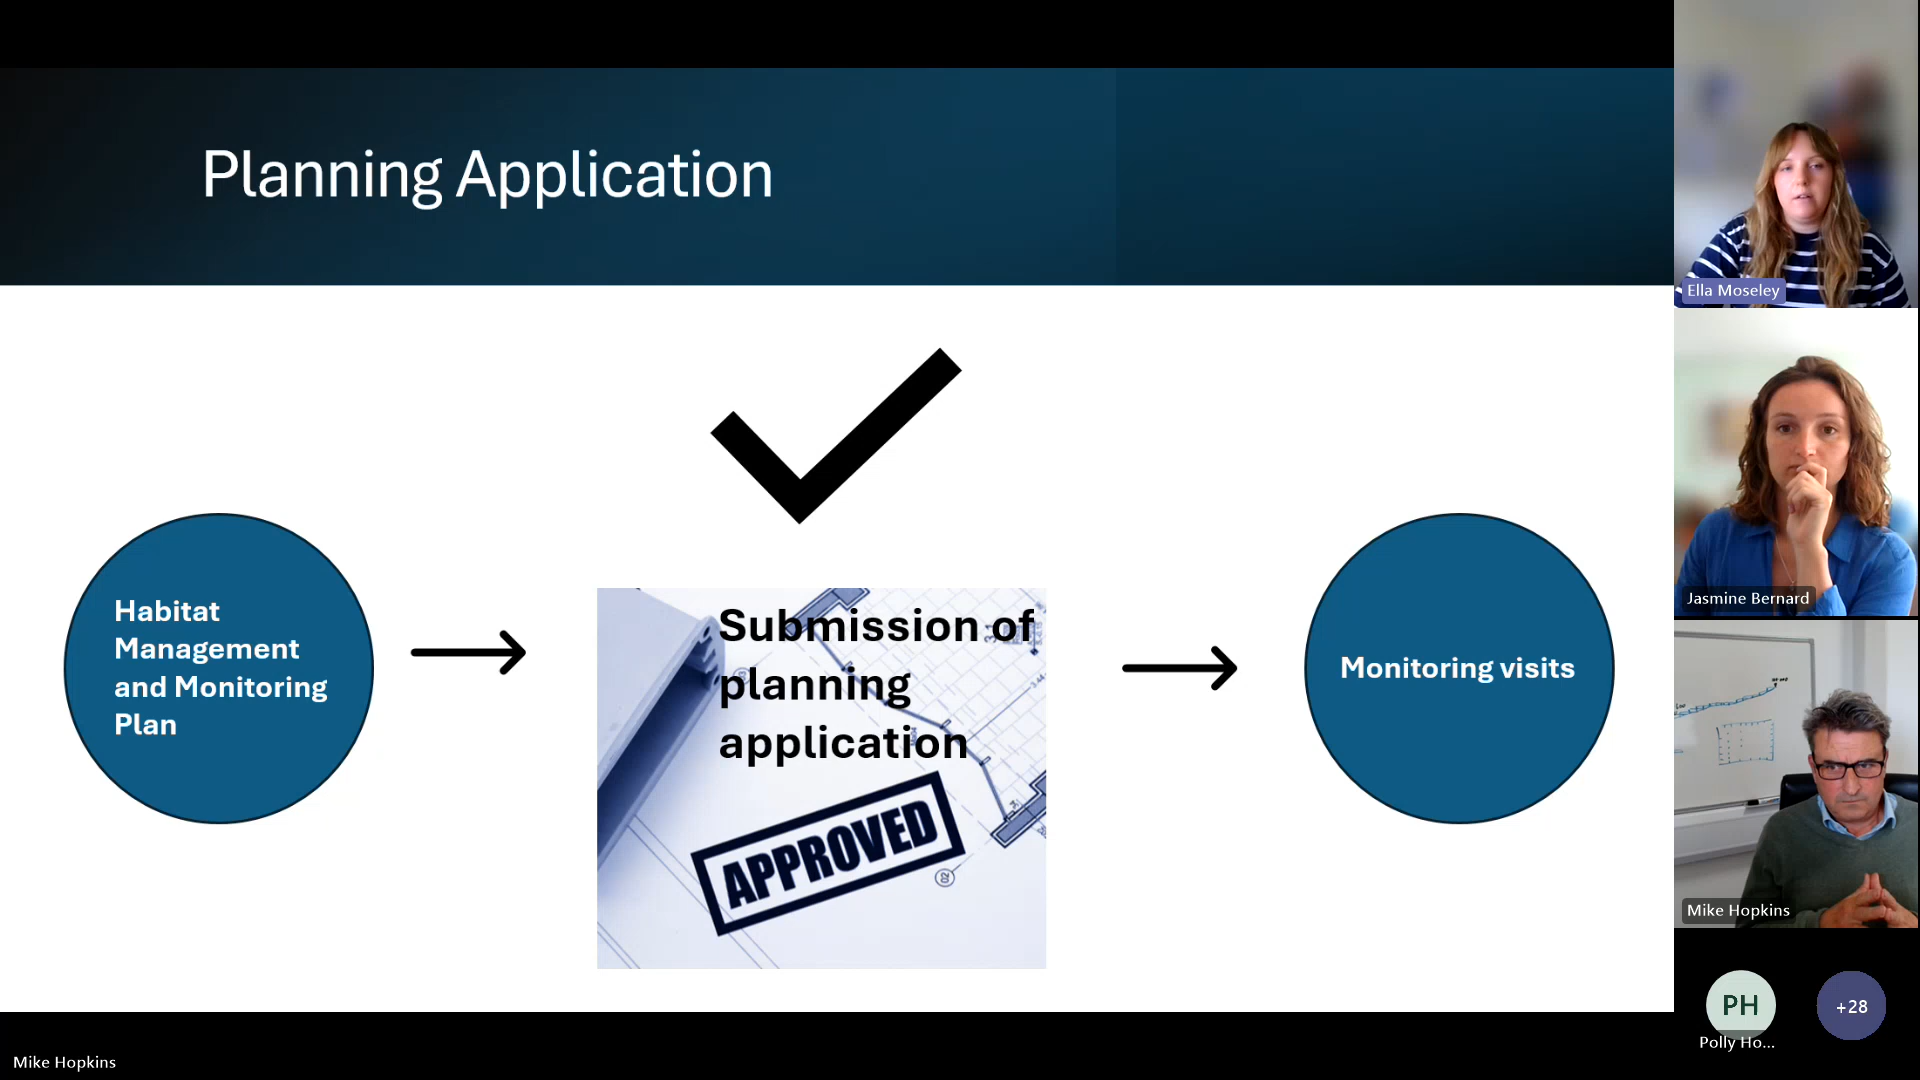 Planning Application
Habitat
Management
and Monitoring
Plan
Submission of
planning
application
APPROVED
Monitoring visits
Ella Moseley
Jasmine Bernard
Mike Hopkins
PH
Polly Ho...
+28
Mike Hopkins